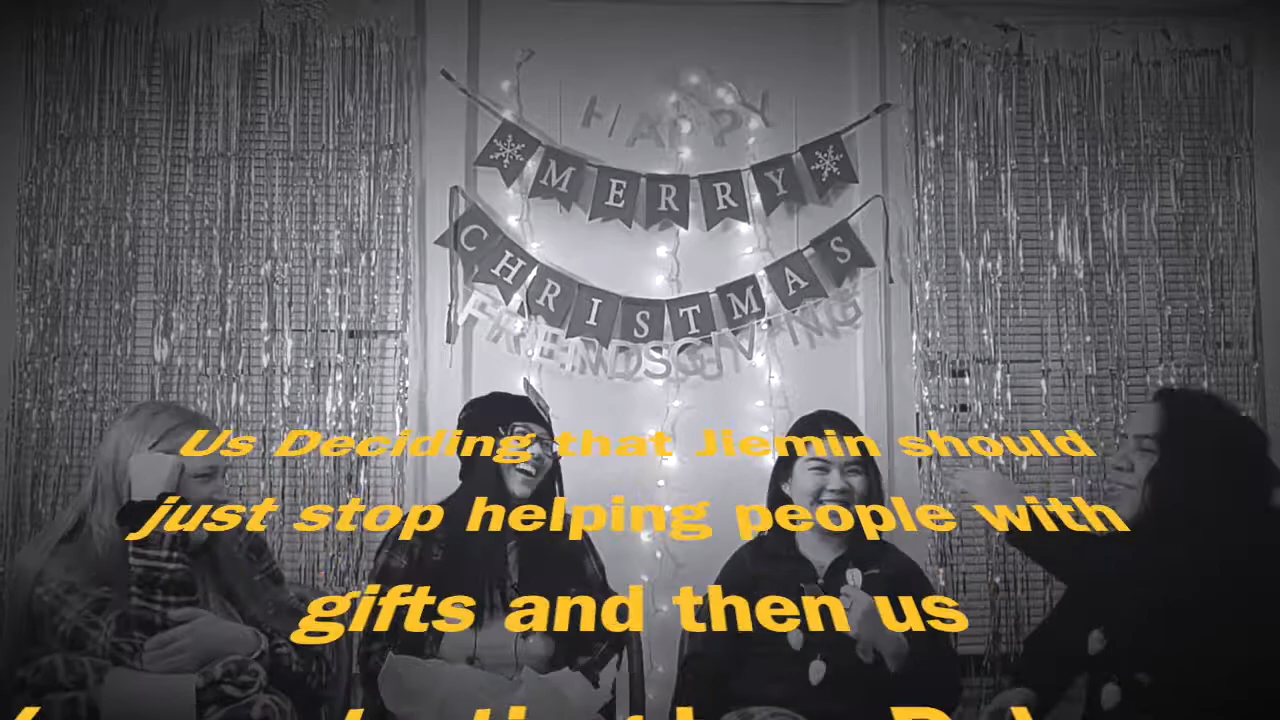 HAPPY
MERRY
CHRISTMAS
FRIENDSGIVING
Us Deciding that Jiemin should
just stop helping people with
gifts and then us